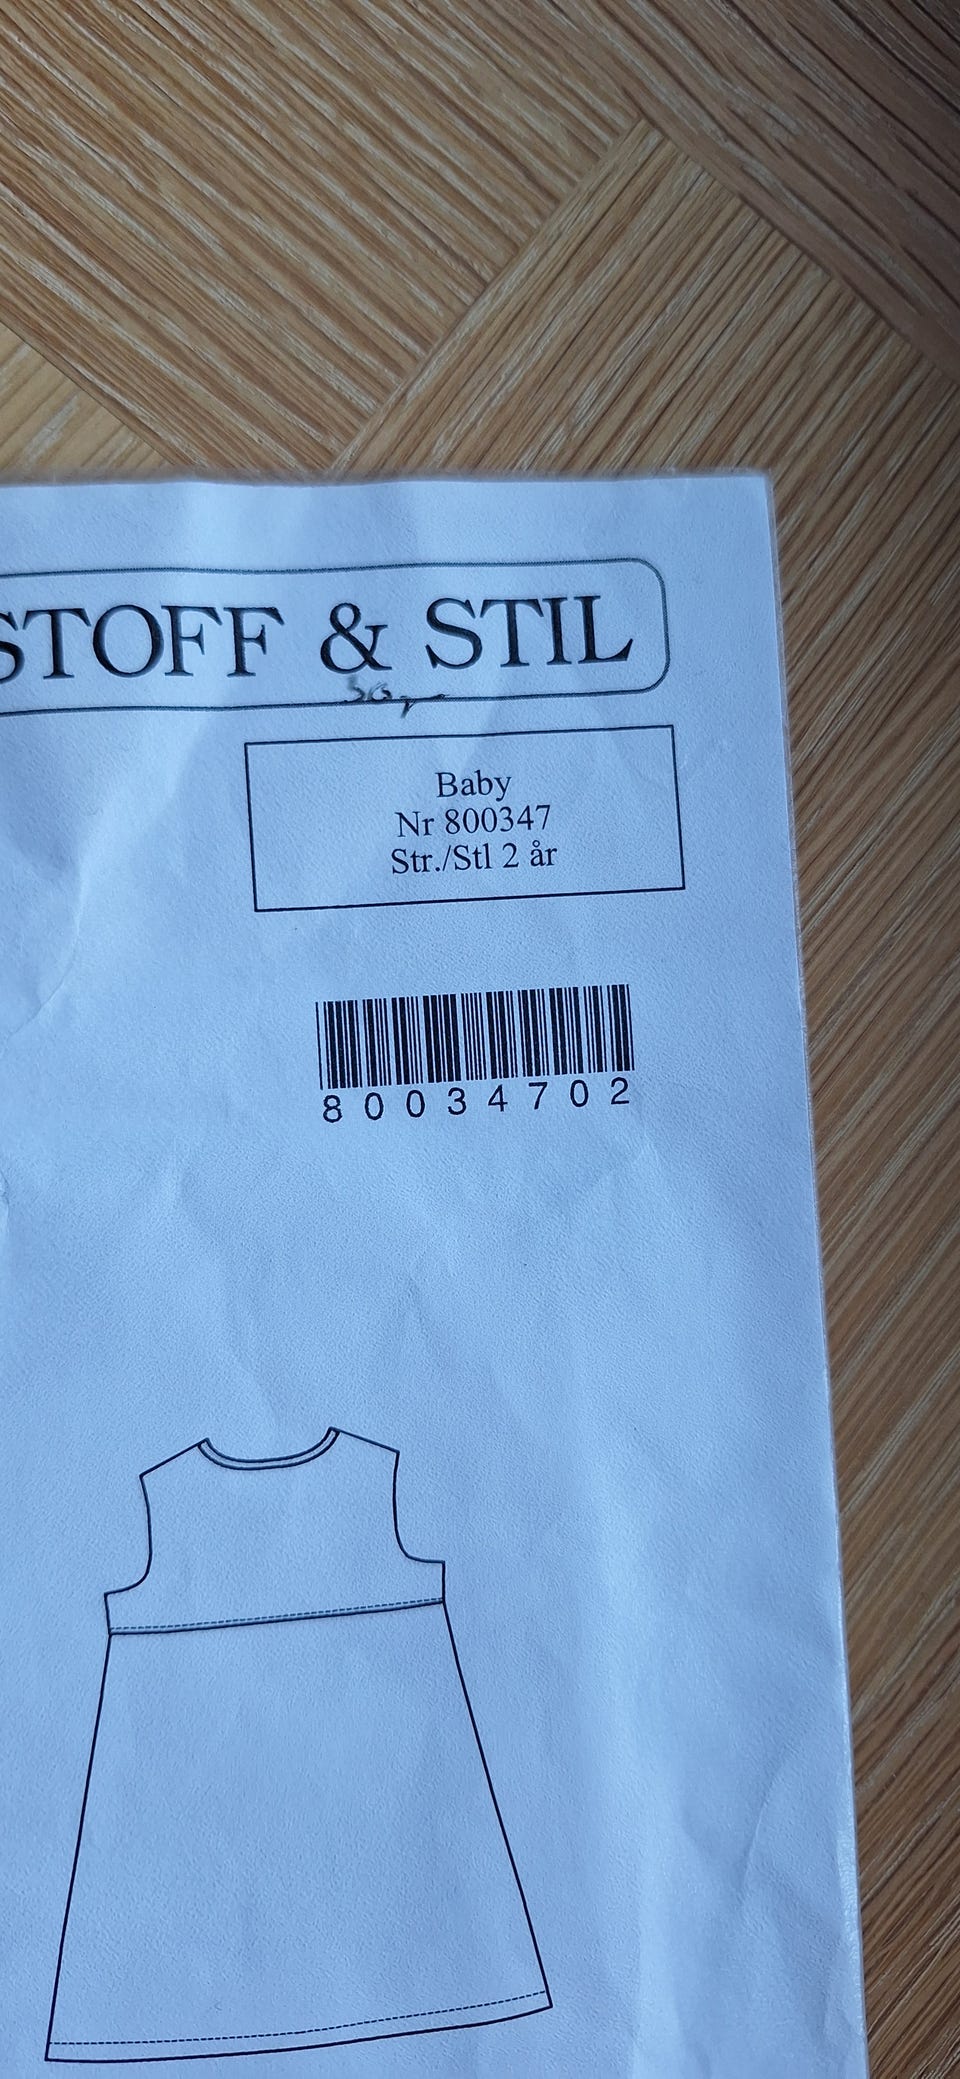 STOFF & STIL
Baby
Nr 800347
Str./Stl 2 år
80034702